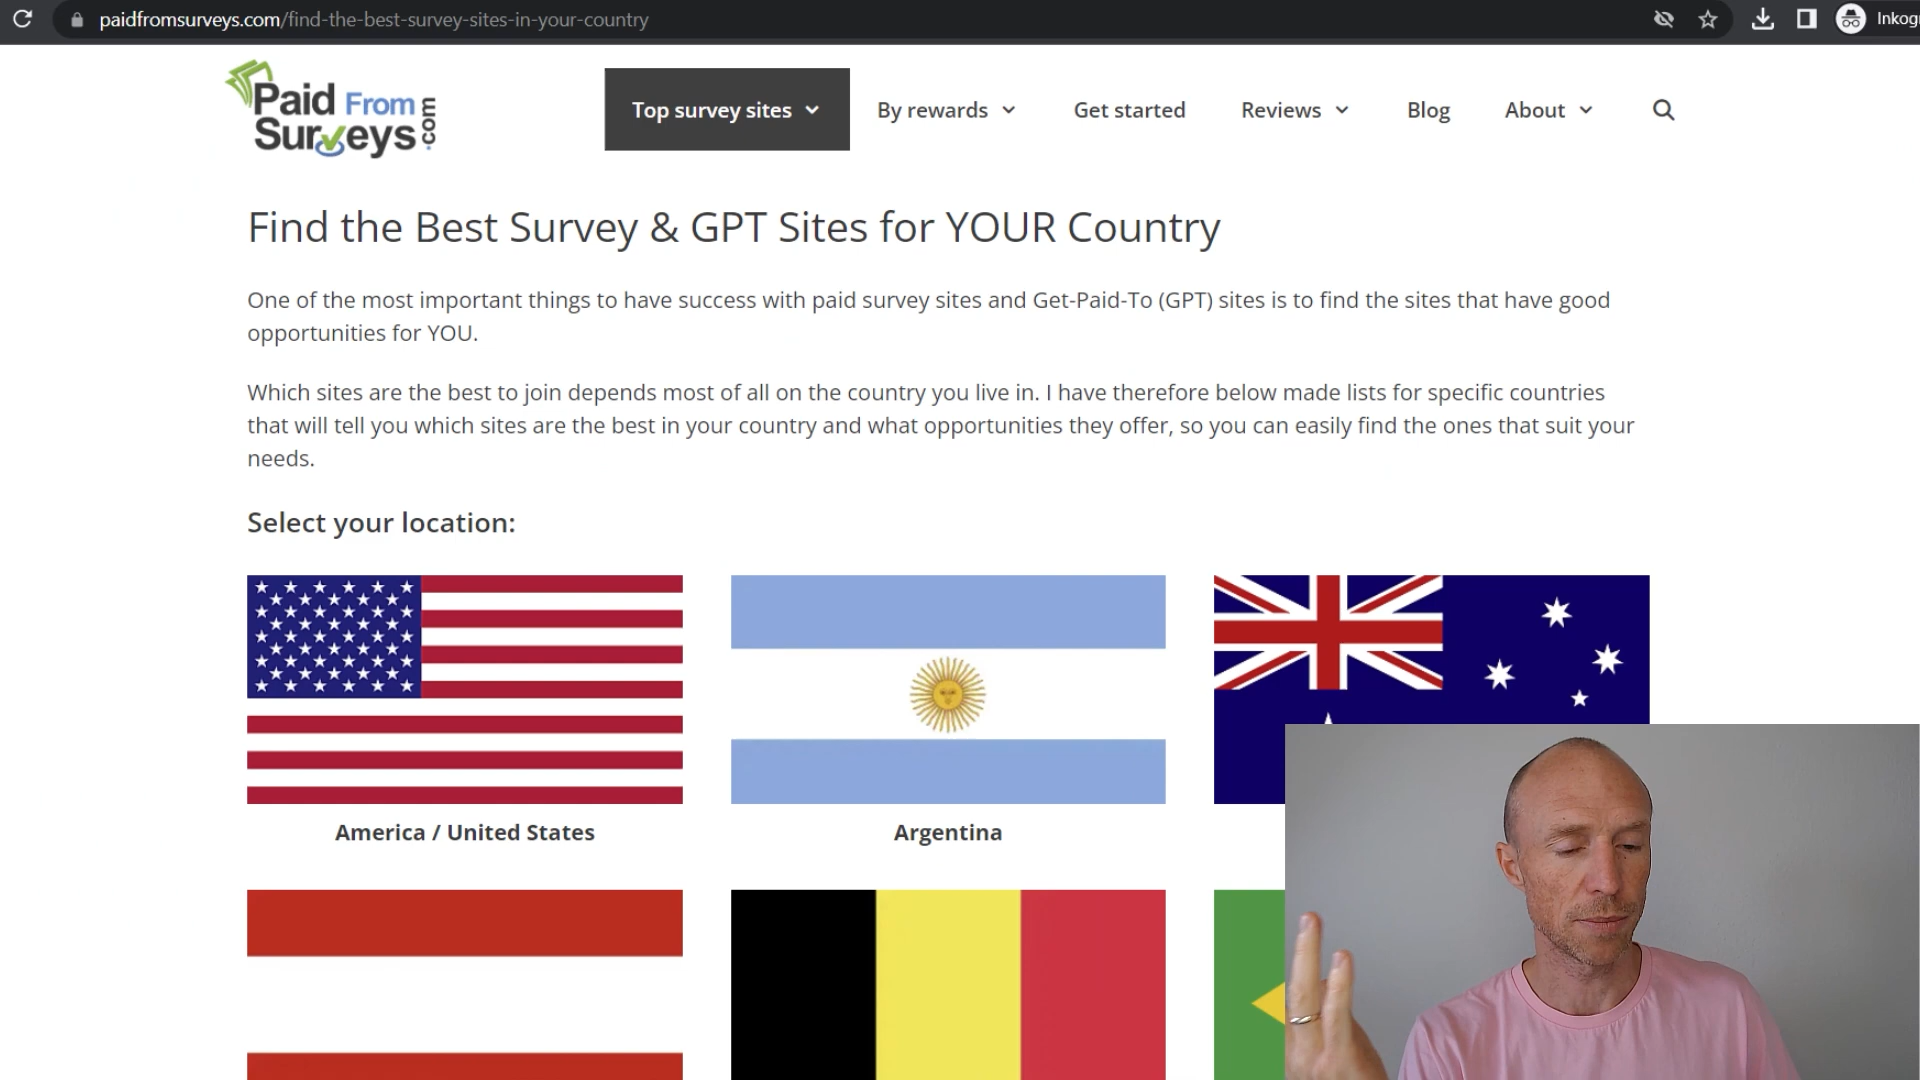 paidfromsurveys.com/find-the-best-survey-sites-in-your-country
Inkog
Paid From
Surveys
.com
Top survey sites
By rewards
Get started
Reviews
Blog
About
Find the Best Survey & GPT Sites for YOUR Country
One of the most important things to have success with paid survey sites and Get-Paid-To (GPT) sites is to find the sites that have good
opportunities for YOU.
Which sites are the best to join depends most of all on the country you live in. I have therefore below made lists for specific countries
that will tell you which sites are the best in your country and what opportunities they offer, so you can easily find the ones that suit your
needs.
Select your location:
America / United States
Argentina